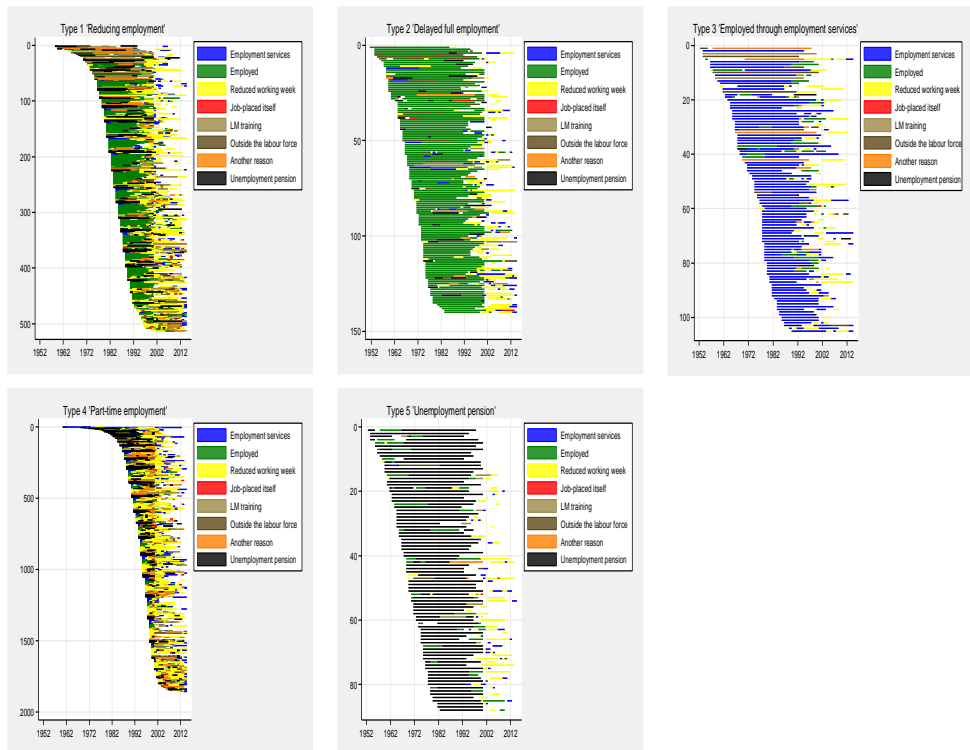 Type 1 'Reducing employment'
0
100
200
300
400
500
1952 1962 1972 1982 1992 2002 2012
Employment services
Employed
Reduced working week
Job-placed itself
LM training
Outside the labour force
Another reason
Unemployment pension
Type 2 'Delayed full employment'
0
50
100
150
1952 1962 1972 1982 1992 2002 2012
Employment services
Employed
Reduced working week
Job-placed itself
LM training
Outside the labour force
Another reason
Unemployment pension
Type 3 'Employed through employment services'
0
20
40
60
80
100
1952 1962 1972 1982 1992 2002 2012
Employment services
Employed
Reduced working week
Job-placed itself
LM training
Outside the labour force
Another reason
Unemployment pension
Type 4 'Part-time employment'
0
500
1000
1500
2000
1952 1962 1972 1982 1992 2002 2012
Employment services
Employed
Reduced working week
Job-placed itself
LM training
Outside the labour force
Another reason
Unemployment pension
Type 5 'Unemployment pension'
0
20
40
60
80
1952 1962 1972 1982 1992 2002 2012
Employment services
Employed
Reduced working week
Job-placed itself
LM training
Outside the labour force
Another reason
Unemployment pension